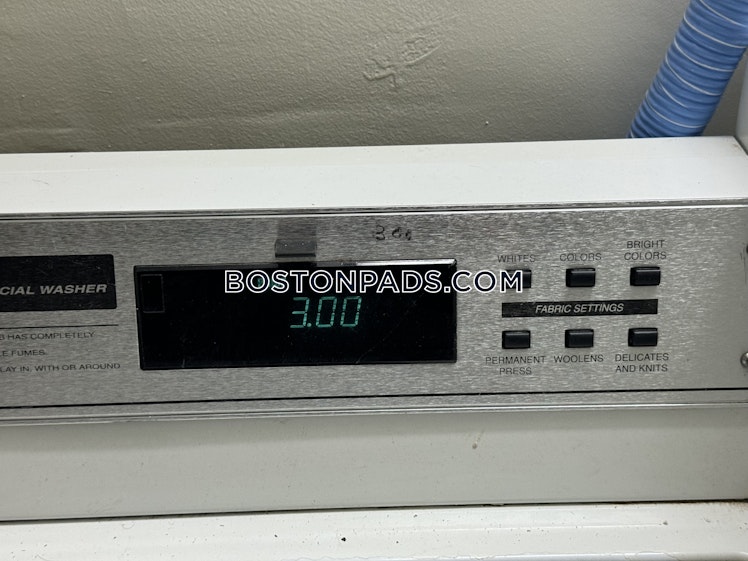 300
WHITES COLORS BRIGHT COLORS
BOSTONPADS.COM
CIAL WASHER
3.00
FABRIC SETTINGS
HAS COMPLETELY
E FUMES.
LAY IN, WITH OR AROUND
PERMANENT PRESS
WOOLENS
DELICATES AND KNITS